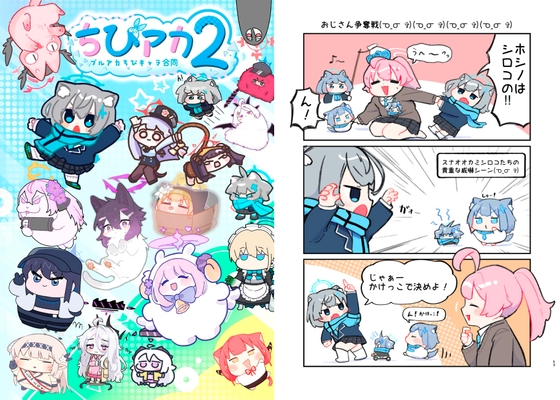 ちびアカ2
ブルアカちびキャラ合同
おじさん争奪戦(ᓀ‸ᓂ)(ᓀ‸ᓂ)(ᓀ‸ᓂ)(ᓀ‸ᓂ)
ホシノは
シロコの!!
うへ〜
ん!
スナオオカミシロコたちの
貴重な威嚇シーン(ᓀ‸ᓂ)
ガォー
じゃあー
かけっこで決めよ!
ん!かけっこ!